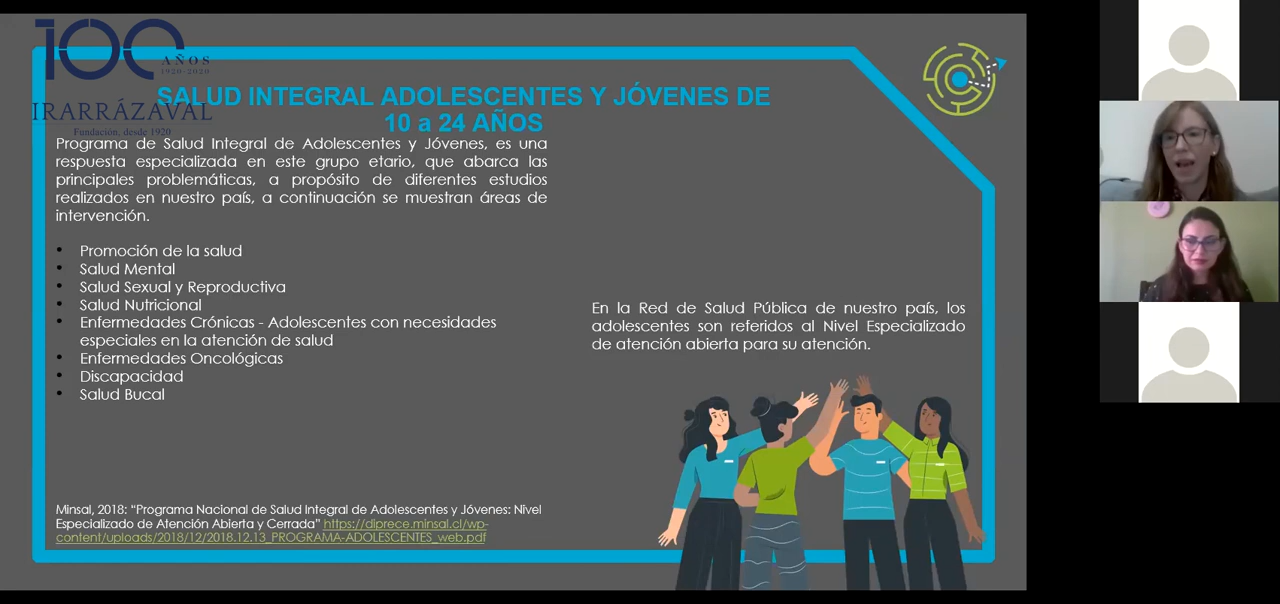 100
AÑOS
1920-2020
IRARRÁZAVAL
Fundación, desde 1920
SALUD INTEGRAL ADOLESCENTES Y JÓVENES DE
10 a 24 AÑOS
Programa de Salud Integral de Adolescentes y Jóvenes, es una
respuesta especializada en este grupo etario, que abarca las
principales problemáticas, a propósito de diferentes estudios
realizados en nuestro país, a continuación se muestran áreas de
intervención.
• Promoción de la salud
• Salud Mental
• Salud Sexual y Reproductiva
• Salud Nutricional
• Enfermedades Crónicas - Adolescentes con necesidades
especiales en la atención de salud
• Enfermedades Oncológicas
• Discapacidad
• Salud Bucal
En la Red de Salud Pública de nuestro país, los
adolescentes son referidos al Nivel Especializado
de atención abierta para su atención.
Minsal, 2018: “Programa Nacional de Salud Integral de Adolescentes y Jóvenes: Nivel
Especializado de Atención Abierta y Cerrada” https://diprece.minsal.cl/wp-
content/uploads/2018/12/2018.12.13_PROGRAMA-ADOLESCENTES_web.pdf